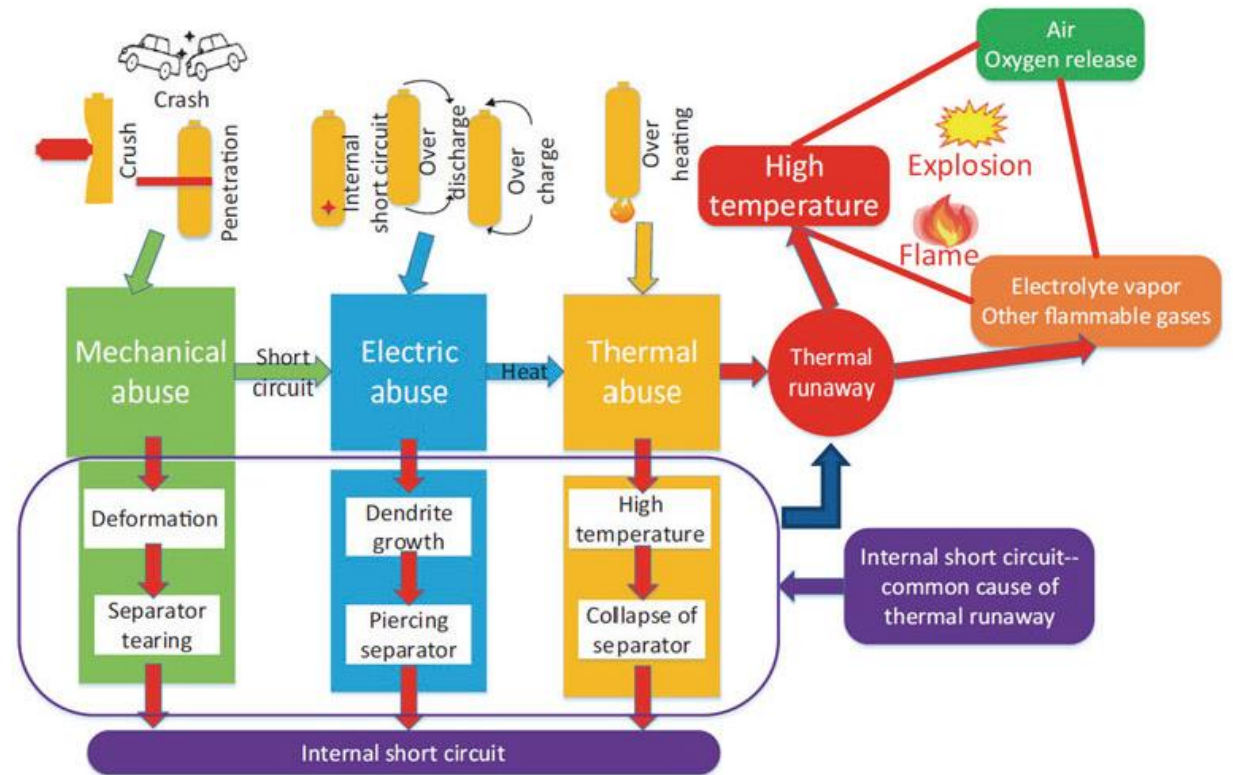 Crash
Crush
Penetration
Internal
short circuit
Over
discharge
Over
charge
Over
heating
Air
Oxygen release
High
temperature
Explosion
Flame
Electrolyte vapor
Other flammable gases
Mechanical
abuse
Short
circuit
Electric
abuse
Heat
Thermal
abuse
Thermal
runaway
Deformation
Separator
tearing
Dendrite
growth
Piercing
separator
High
temperature
Collapse of
separator
Internal short circuit--
common cause of
thermal runaway
Internal short circuit